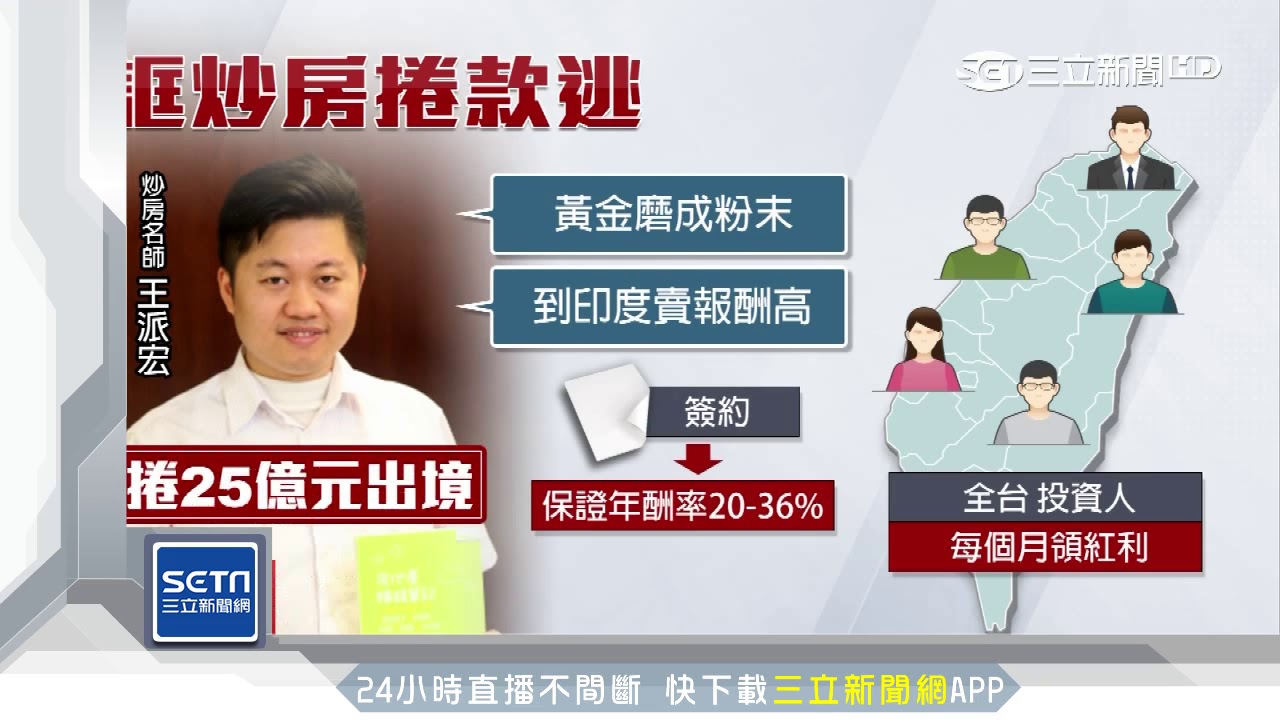 誆炒房捲款逃
SET三立新聞HD
炒房名師 王派宏
黃金磨成粉末
到印度賣報酬高
簽約
保證年酬率20-36%
捲25億元出境
全台 投資人
每個月領紅利
SETN
三立新聞網
24小時直播不間斷 快下載三立新聞網APP